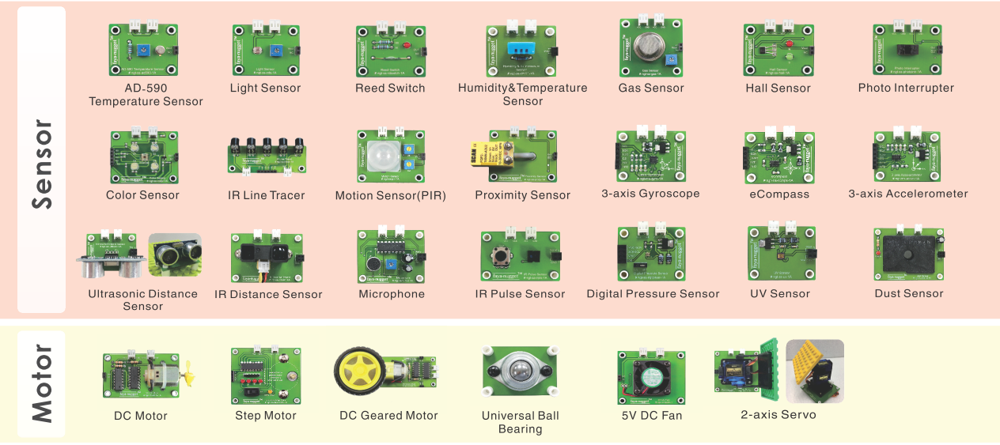 Sensor
AD-590
Temperature Sensor
Light Sensor
Reed Switch
Humidity&Temperature
Sensor
Gas Sensor
Hall Sensor
Photo Interrupter
Color Sensor
IR Line Tracer
Motion Sensor(PIR)
Proximity Sensor
3-axis Gyroscope
eCompass
3-axis Accelerometer
Ultrasonic Distance
Sensor
IR Distance Sensor
Microphone
IR Pulse Sensor
Digital Pressure Sensor
UV Sensor
Dust Sensor
Motor
DC Motor
Step Motor
DC Geared Motor
Universal Ball
Bearing
5V DC Fan
2-axis Servo